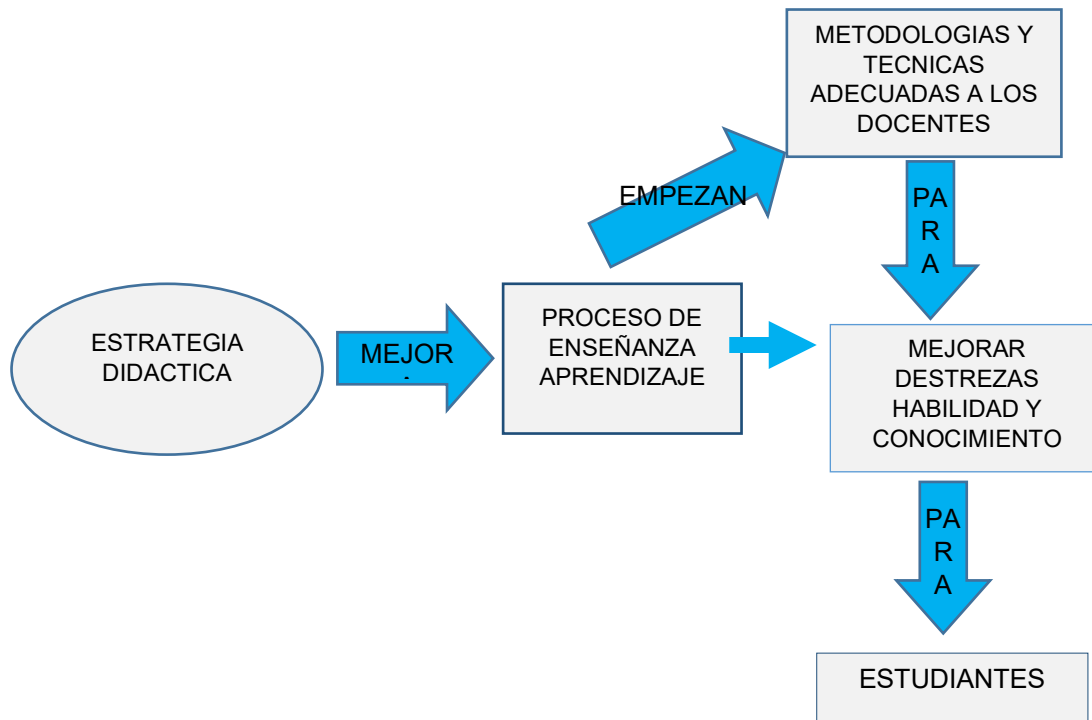 METODOLOGIAS Y
TECNICAS
ADECUADAS A LOS
DOCENTES
EMPEZAN
PA
R
A
ESTRATEGIA
DIDACTICA
MEJOR
PROCESO DE
ENSEÑANZA
APRENDIZAJE
MEJORAR
DESTREZAS
HABILIDAD Y
CONOCIMIENTO
PA
R
A
ESTUDIANTES